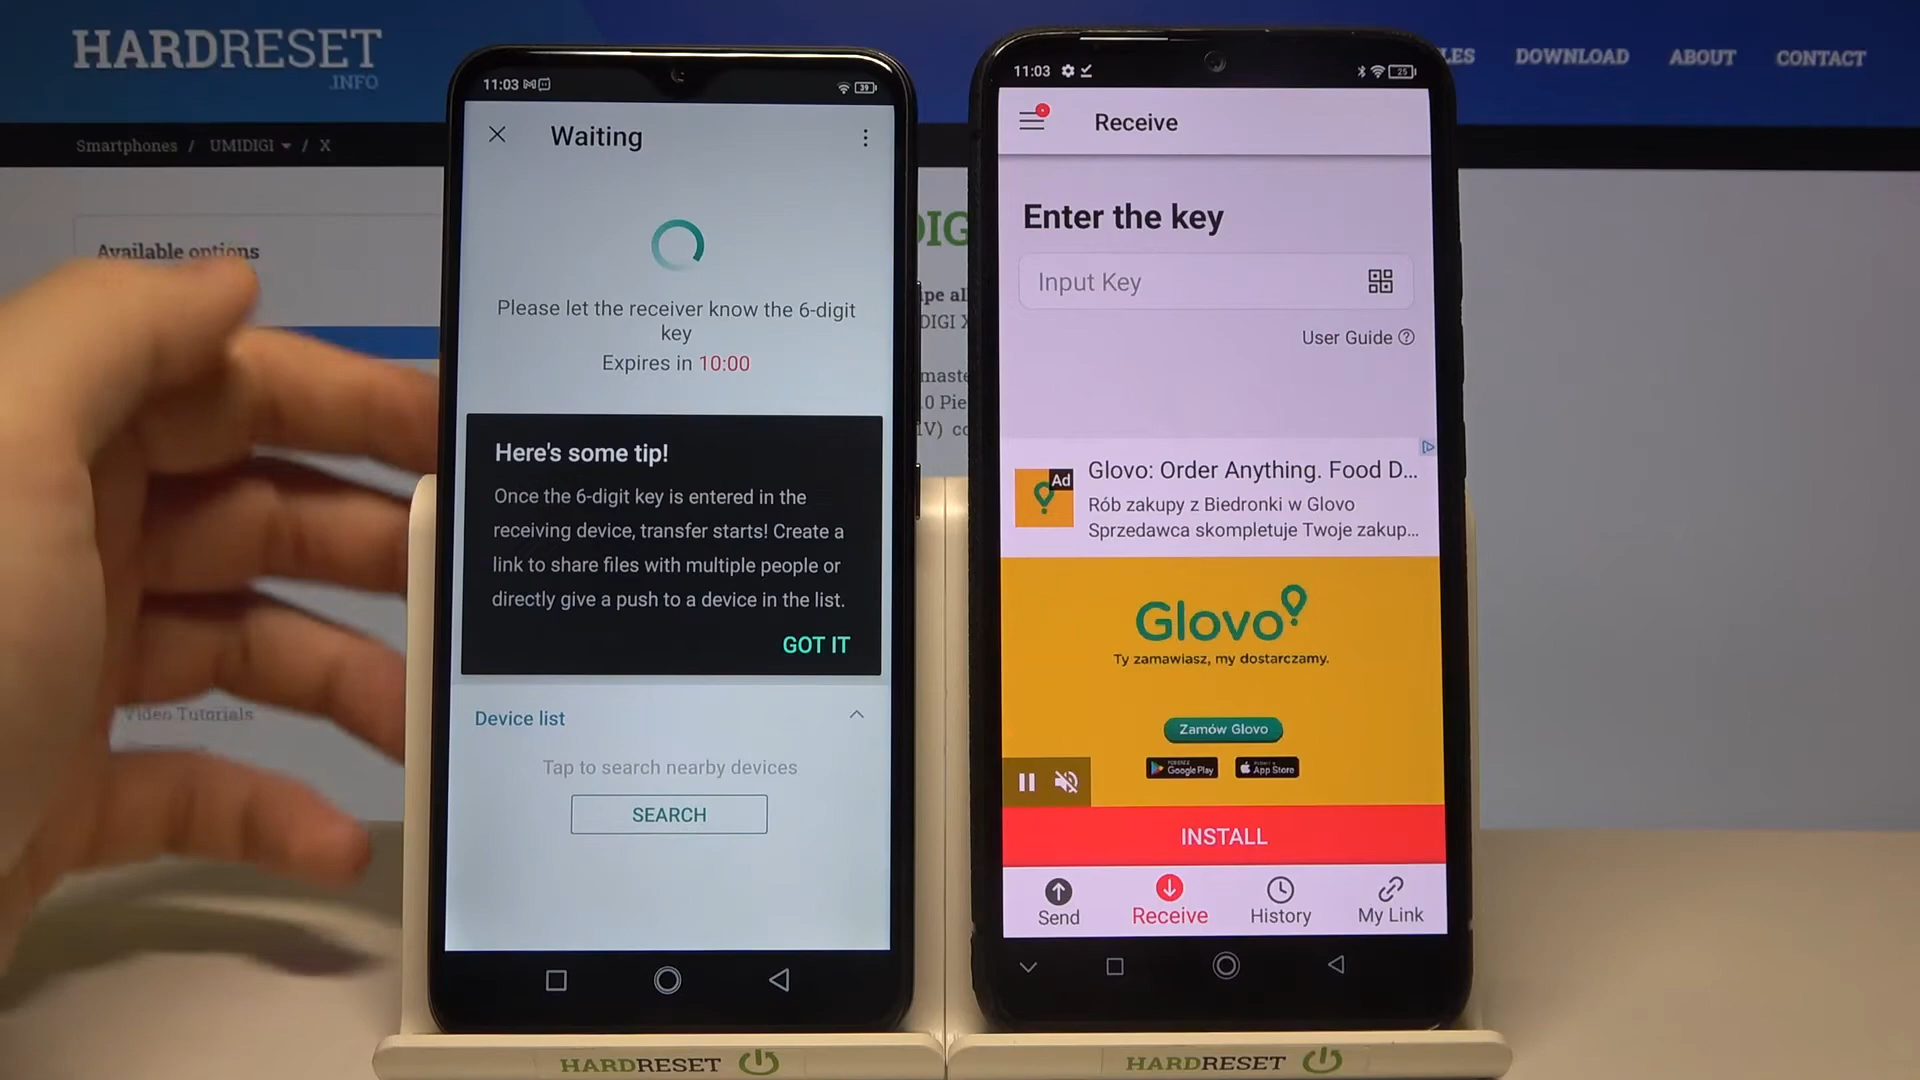 HARDRESET
.INFO
DOWNLOAD
ABOUT
CONTACT
Smartphones / UMIDIGI / X
Available options
Video Tutorials
11:03
39
Waiting
Please let the receiver know the 6-digit
key
Expires in 10:00
Here's some tip!
Once the 6-digit key is entered in the
receiving device, transfer starts! Create a
link to share files with multiple people or
directly give a push to a device in the list.
GOT IT
Device list
Tap to search nearby devices
SEARCH
11:03
25
Receive
Enter the key
Input Key
User Guide
Ad
Glovo: Order Anything. Food D...
Rób zakupy z Biedronki w Glovo
Sprzedawca skompletuje Twoje zakup...
Glovo
Ty zamawiasz, my dostarczamy.
Zamów Glovo
Google Play
App Store
INSTALL
Send
Receive
History
My Link
HARDRESET
HARDRESET